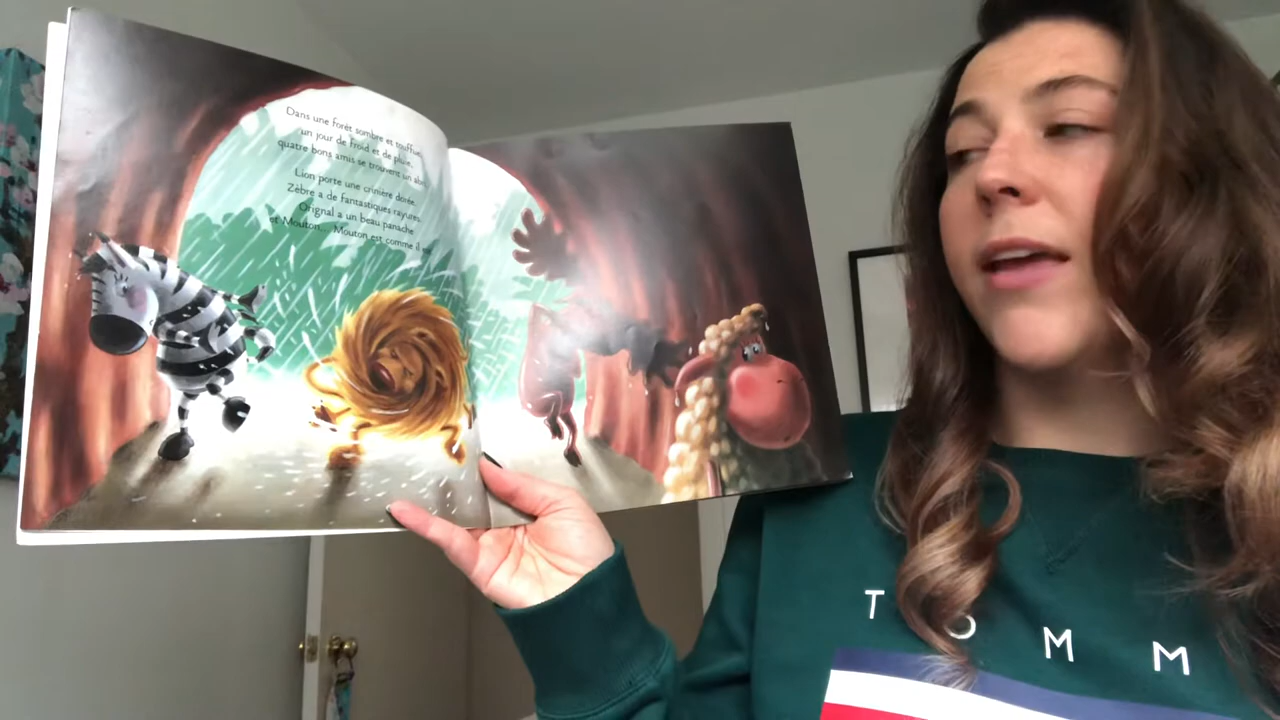 Dans une forêt sombre et touffue,
un jour de froid et de pluie,
quatre bons amis se trouvent un abri.
Lion porte une crinière dorée.
Zèbre a de fantastiques rayures.
Orignal a un beau panache
et Mouton... Mouton est comme il
TOMM